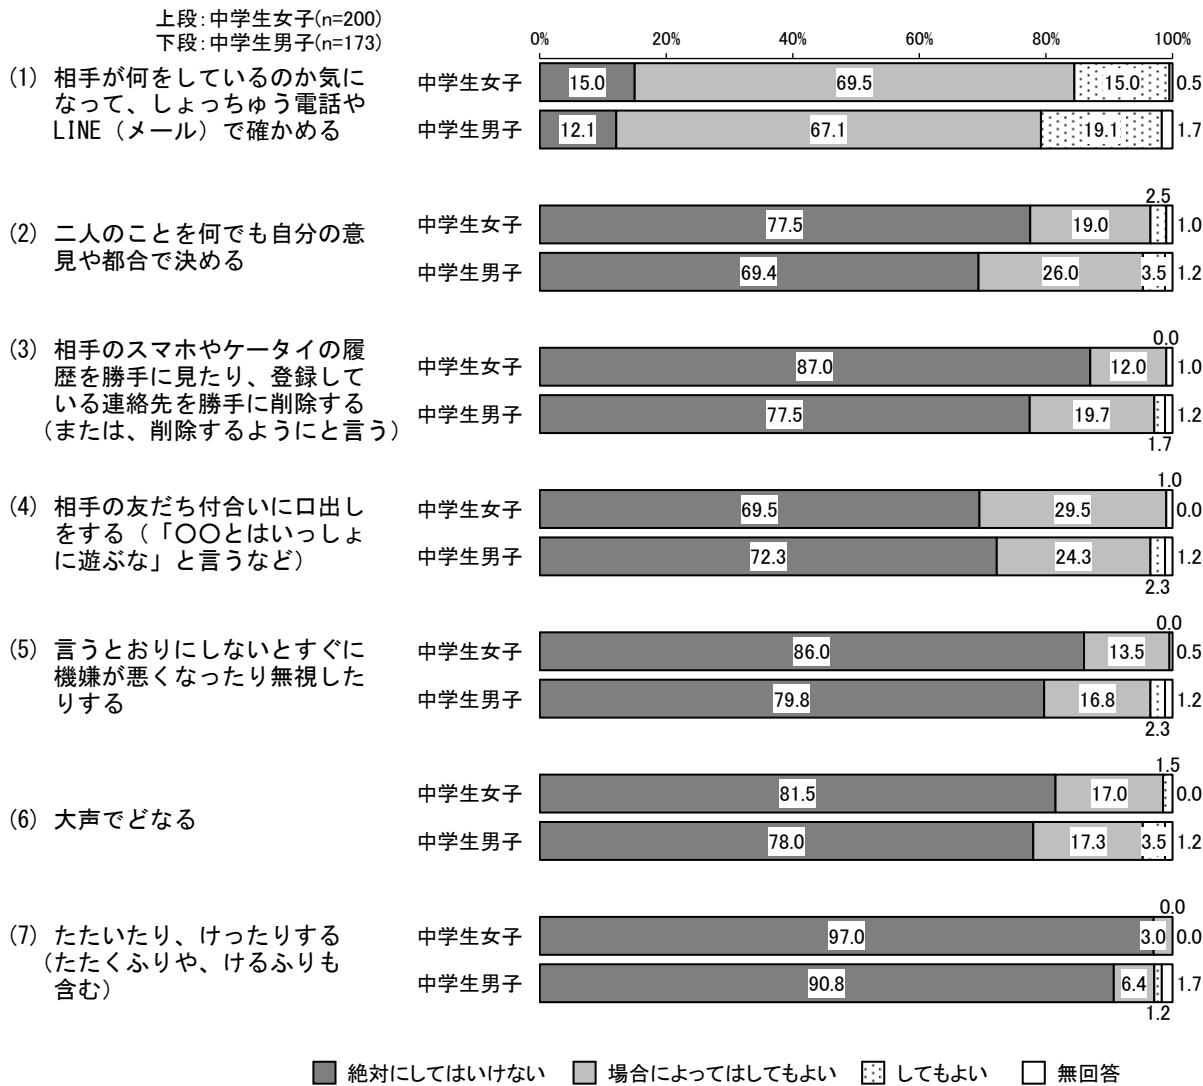 上段：中学生女子(n=200)
下段：中学生男子(n=173)
0% 20% 40% 60% 80% 100%
(1) 相手が何をしているのか気に
なって、しょっちゅう電話や
LINE（メール）で確かめる
中学生女子 15.0 69.5 15.0 0.5
中学生男子 12.1 67.1 19.1 1.7
(2) 二人のことを何でも自分の意
見や都合で決める
2.5
中学生女子 77.5 19.0 1.0
中学生男子 69.4 26.0 3.5 1.2
(3) 相手のスマホやケータイの履
歴を勝手に見たり、登録して
いる連絡先を勝手に削除する
（または、削除するようにと言う）
0.0
中学生女子 87.0 12.0 1.0
中学生男子 77.5 19.7 1.2
1.7
(4) 相手の友だち付合いに口出し
をする（「〇〇とはいっしょ
に遊ぶな」と言うなど）
1.0
中学生女子 69.5 29.5 0.0
中学生男子 72.3 24.3 1.2
2.3
(5) 言うとおりにしないとすぐに
機嫌が悪くなったり無視した
りする
0.0
中学生女子 86.0 13.5 0.5
中学生男子 79.8 16.8 1.2
2.3
(6) 大声でどなる
1.5
中学生女子 81.5 17.0 0.0
中学生男子 78.0 17.3 3.5 1.2
(7) たたいたり、けったりする
（たたくふりや、けるふりも
含む）
0.0
中学生女子 97.0 3.0 0.0
中学生男子 90.8 6.4 1.7
1.2
絶対にしてはいけない 場合によってはしてもよい してもよい 無回答